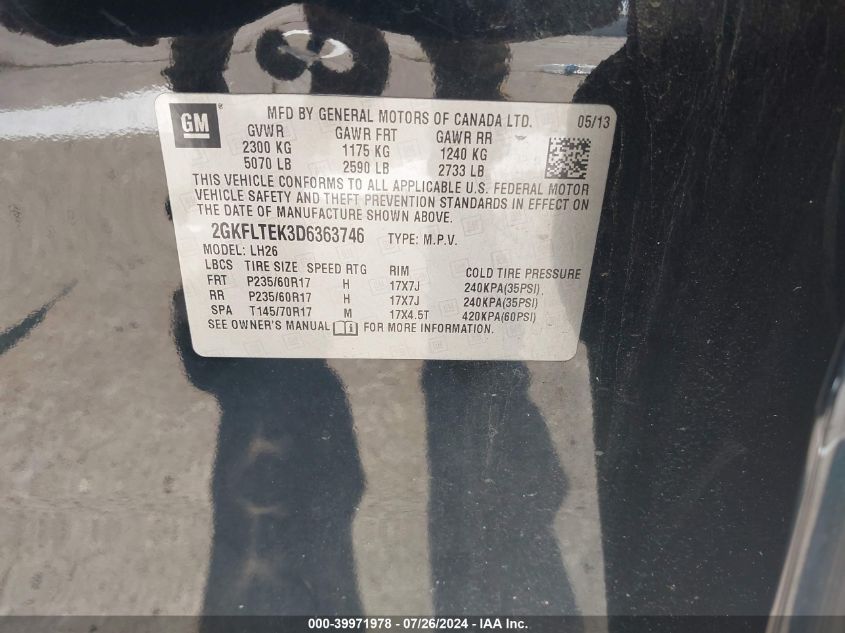 GM ®
MFD BY GENERAL MOTORS OF CANADA LTD. 05/13
GVWR GAWR FRT GAWR RR
2300 KG 1175 KG 1240 KG
5070 LB 2590 LB 2733 LB
THIS VEHICLE CONFORMS TO ALL APPLICABLE U.S. FEDERAL MOTOR
VEHICLE SAFETY AND THEFT PREVENTION STANDARDS IN EFFECT ON
THE DATE OF MANUFACTURE SHOWN ABOVE.
2GKFLTEK3D6363746 TYPE: M.P.V.
MODEL: LH26
LBCS TIRE SIZE SPEED RTG RIM COLD TIRE PRESSURE
FRT P235/60R17 H 17X7J 240KPA(35PSI)
RR P235/60R17 H 17X7J 240KPA(35PSI)
SPA T145/70R17 M 17X4.5T 420KPA(60PSI)
SEE OWNER'S MANUAL FOR MORE INFORMATION.
000-39971978 - 07/26/2024 - IAAI.com